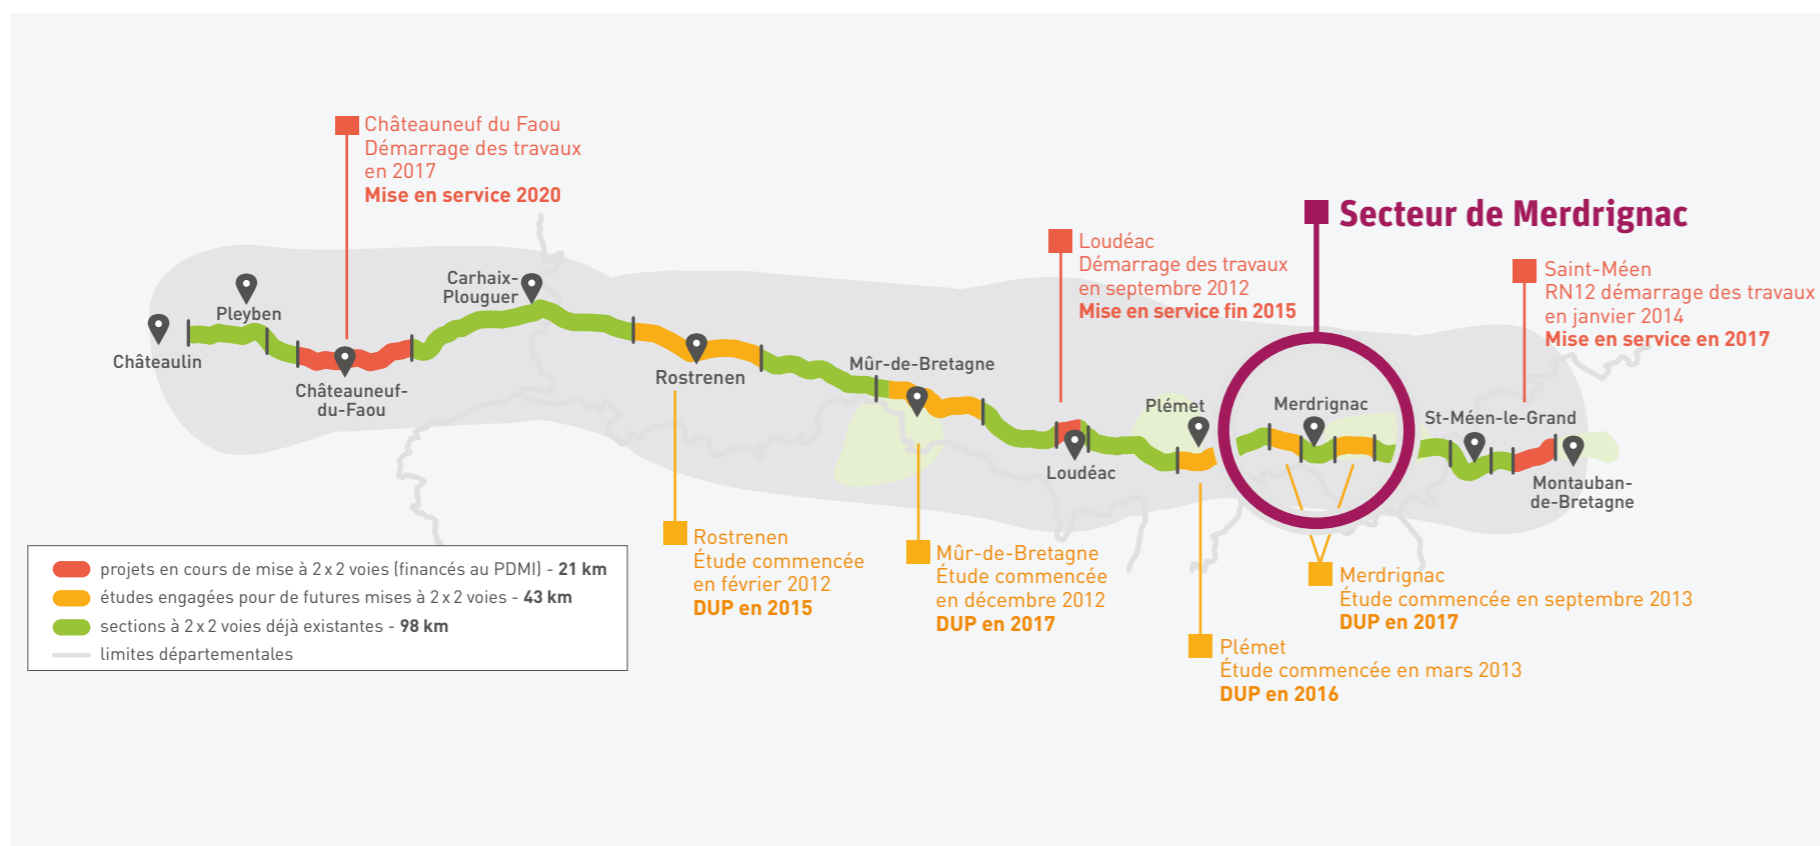 Châteauneuf du Faou
Démarrage des travaux
en 2017
Mise en service 2020
Secteur de Merdrignac
Loudéac
Démarrage des travaux
en septembre 2012
Mise en service fin 2015
Saint-Méen
RN12 démarrage des travaux
en janvier 2014
Mise en service en 2017
Carhaix-
Plouguer
Pleyben
Châteaulin
Châteauneuf-
du-Faou
Rostrenen
Mûr-de-Bretagne
Plémet
Merdrignac
St-Méen-le-Grand
Loudéac
Montauban-
de-Bretagne
Rostrenen
Étude commencée
en février 2012
DUP en 2015
Mûr-de-Bretagne
Étude commencée
en décembre 2012
DUP en 2017
Merdrignac
Étude commencée en septembre 2013
DUP en 2017
Plémet
Étude commencée en mars 2013
DUP en 2016
projets en cours de mise à 2 x 2 voies (financés au PDMI) - 21 km
études engagées pour de futures mises à 2 x 2 voies - 43 km
sections à 2 x 2 voies déjà existantes - 98 km
limites départementales